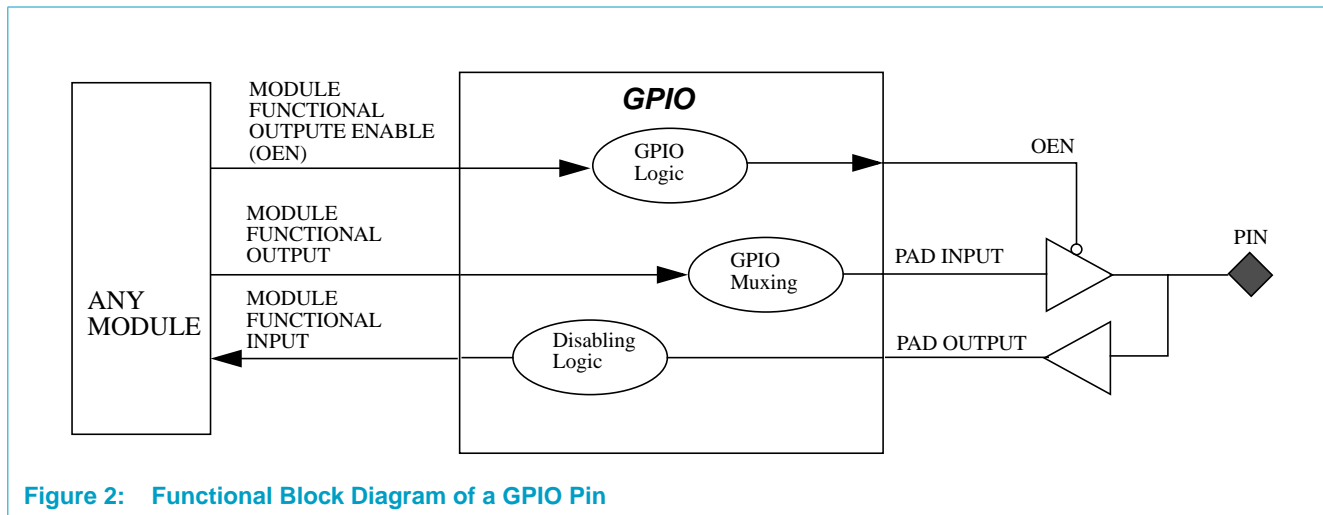 MODULE
FUNCTIONAL
OUTPUTE ENABLE
(OEN)
GPIO
GPIO
Logic
OEN
MODULE
FUNCTIONAL
OUTPUT
GPIO
Muxing
PAD INPUT
PIN
ANY
MODULE
MODULE
FUNCTIONAL
INPUT
Disabling
Logic
PAD OUTPUT
Figure 2: Functional Block Diagram of a GPIO Pin